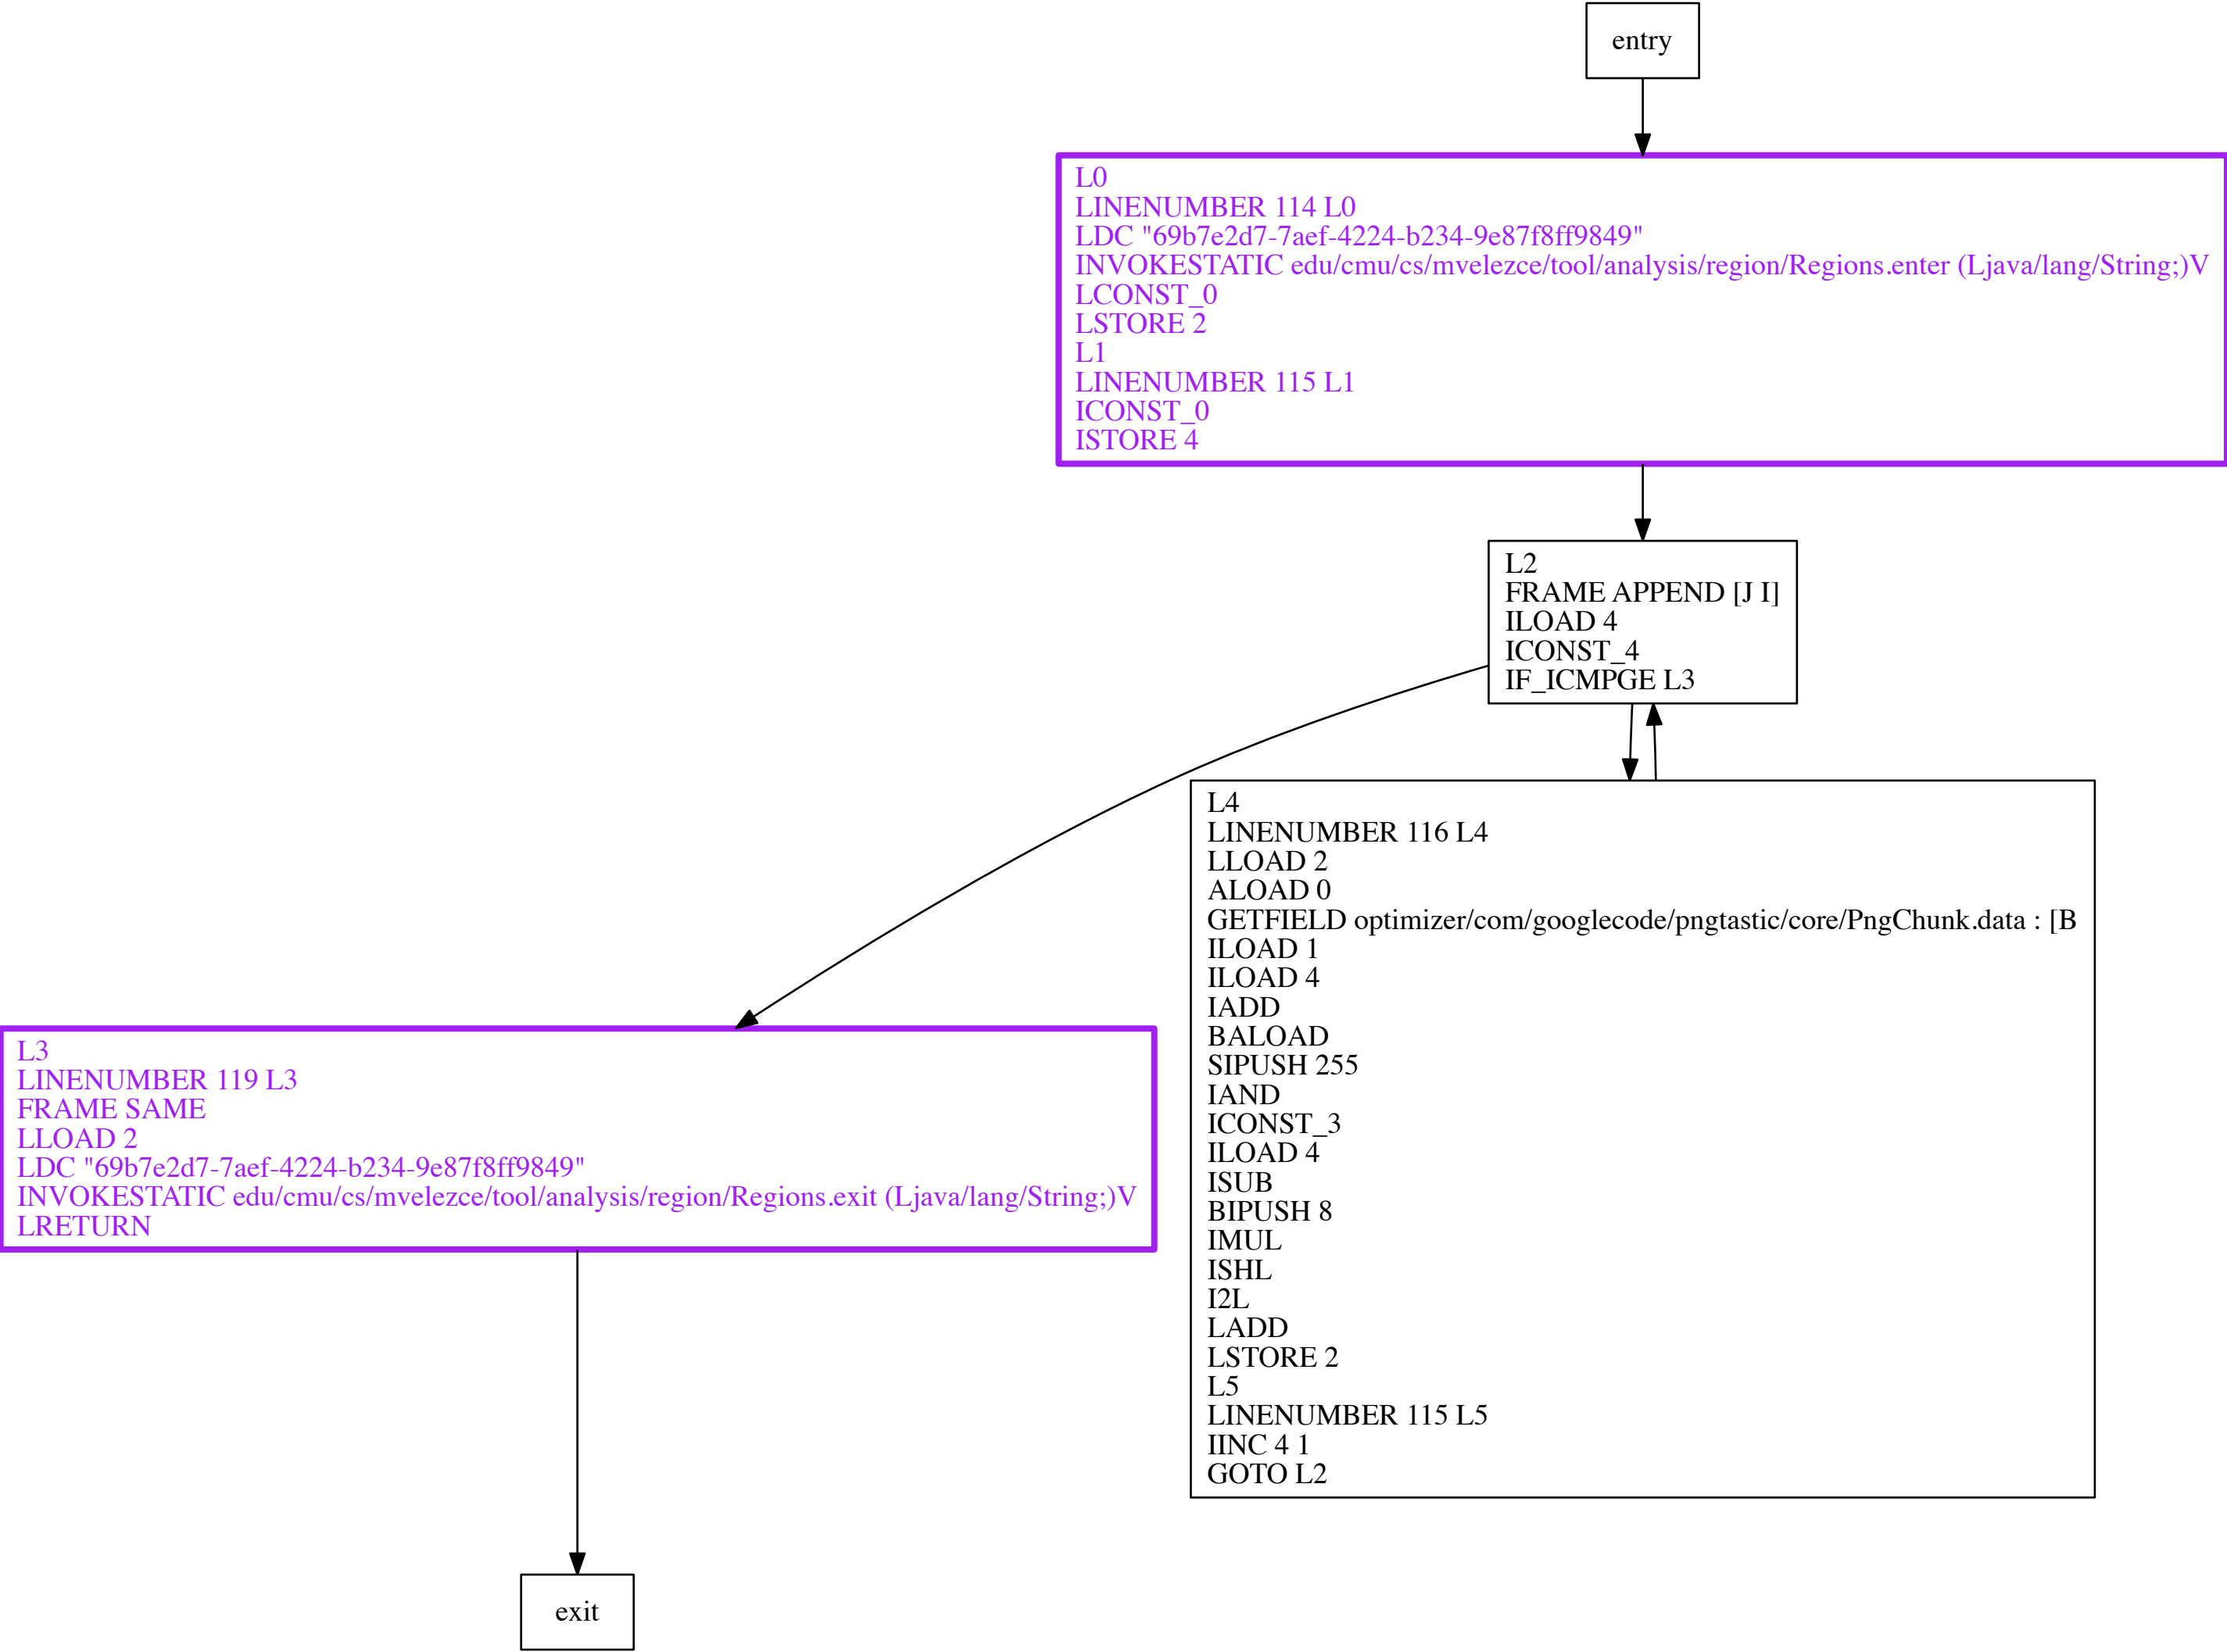 entry
L0
LINENUMBER 114 L0
LDC "69b7e2d7-7aef-4224-b234-9e87f8ff9849"
INVOKESTATIC edu/cmu/cs/mvelezce/tool/analysis/region/Regions.enter (Ljava/lang/String;)V
LCONST_0
LSTORE 2
L1
LINENUMBER 115 L1
ICONST_0
ISTORE 4
L2
FRAME APPEND [J I]
ILOAD 4
ICONST_4
IF_ICMPGE L3
L4
LINENUMBER 116 L4
LLOAD 2
ALOAD 0
GETFIELD optimizer/com/googlecode/pngtastic/core/PngChunk.data : [B
ILOAD 1
ILOAD 4
IADD
BALOAD
SIPUSH 255
IAND
ICONST_3
ILOAD 4
ISUB
BIPUSH 8
IMUL
ISHL
I2L
LADD
LSTORE 2
L5
LINENUMBER 115 L5
IINC 4 1
GOTO L2
L3
LINENUMBER 119 L3
FRAME SAME
LLOAD 2
LDC "69b7e2d7-7aef-4224-b234-9e87f8ff9849"
INVOKESTATIC edu/cmu/cs/mvelezce/tool/analysis/region/Regions.exit (Ljava/lang/String;)V
LRETURN
exit